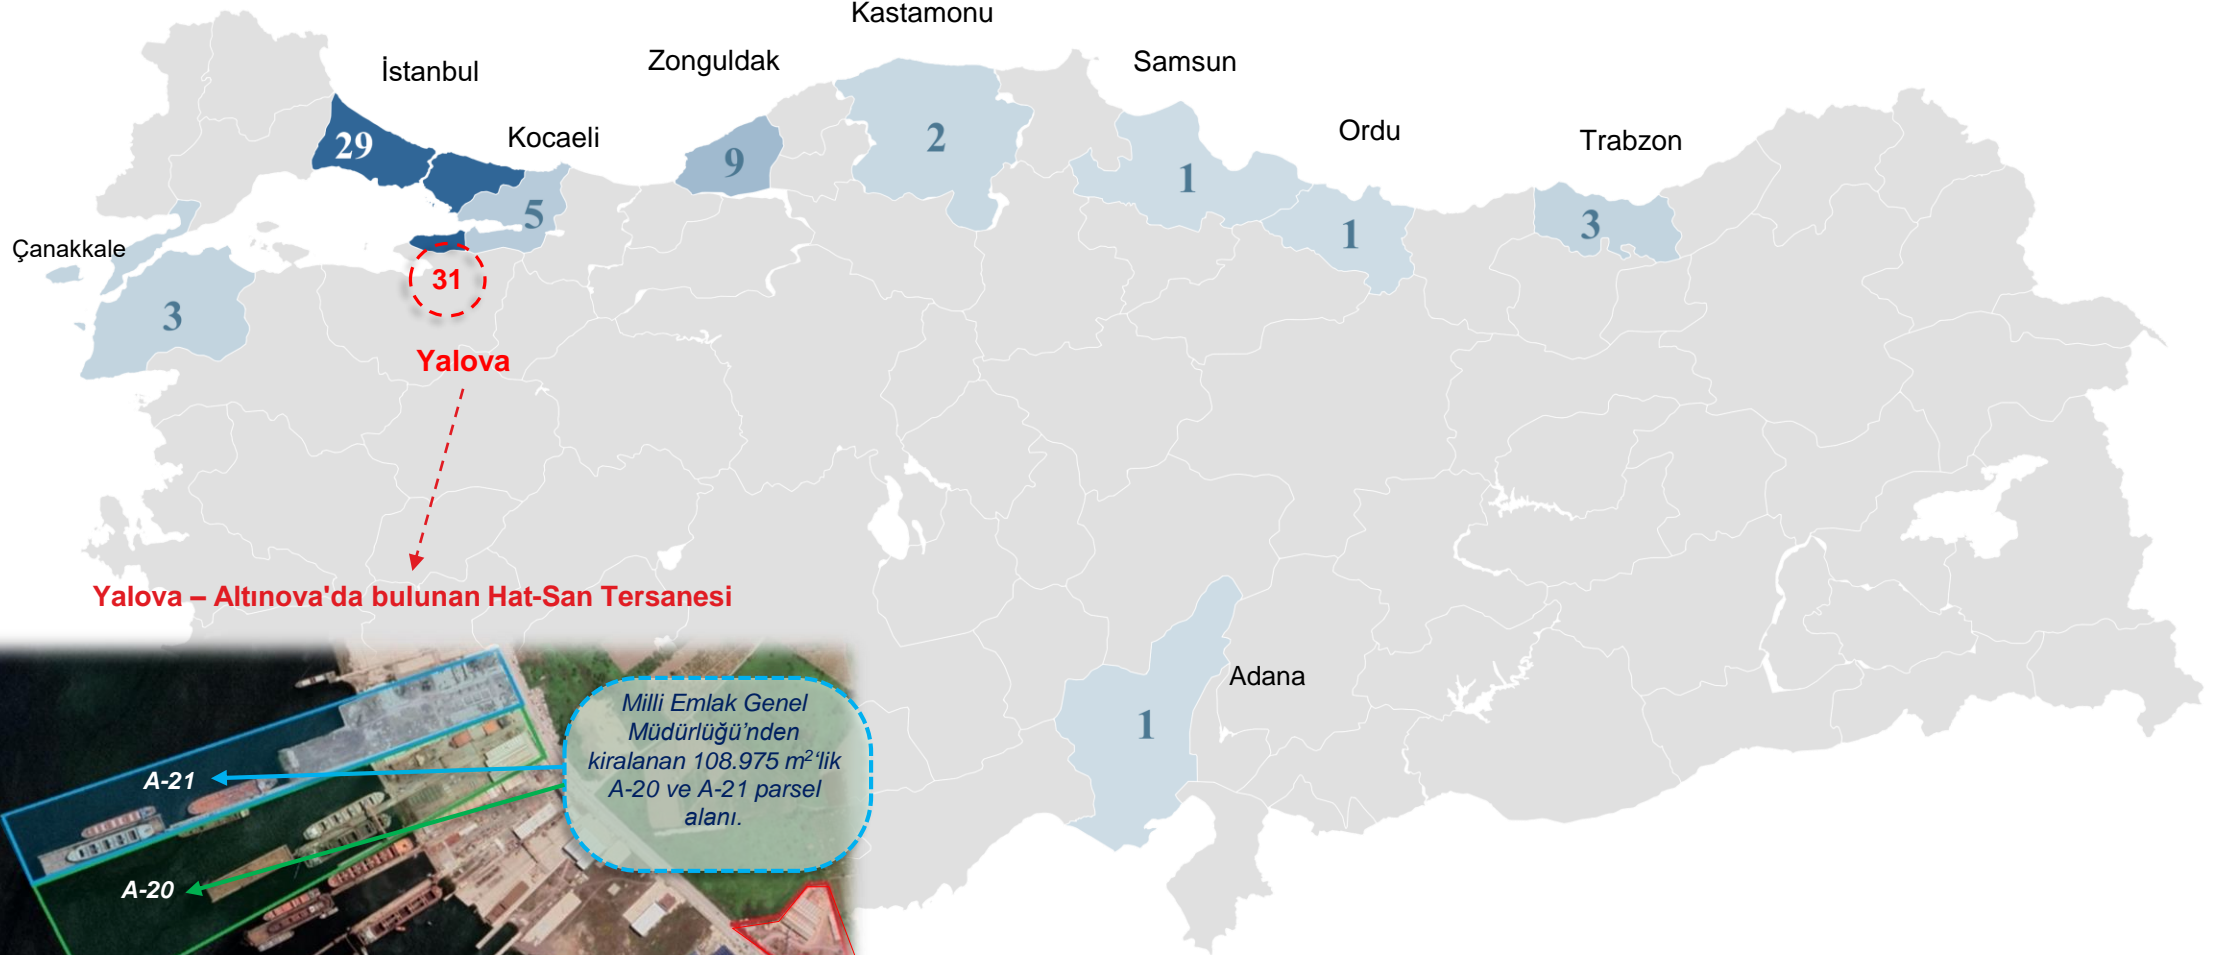 Kastamonu
İstanbul
Zonguldak
Samsun
Kocaeli
Ordu
Trabzon
29
9
2
1
5
1
3
Çanakkale
31
3
Yalova
Yalova – Altınova'da bulunan Hat-San Tersanesi
Adana
1
Milli Emlak Genel
Müdürlüğü’nden
kiralanan 108.975 m²‘lik
A-20 ve A-21 parsel
alanı.
A-21
A-20